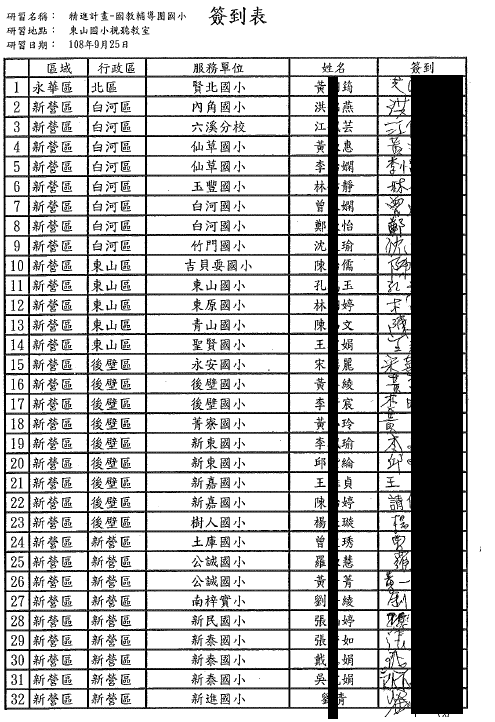 簽到表
研習名稱： 精進計畫-國教輔導團國小
研習地點： 東山國小視聽教室
研習日期： 108年9月25日
區域 行政區 服務單位 姓名 簽到
1 永華區 北區 賢北國小 黃 筠
2 新營區 白河區 內角國小 洪 燕
3 新營區 白河區 六溪分校 江 芸
4 新營區 白河區 仙草國小 黃 惠
5 新營區 白河區 仙草國小 李 嫻
6 新營區 白河區 玉豐國小 林 靜
7 新營區 白河區 白河國小 曾 嫻
8 新營區 白河區 白河國小 鄭 怡
9 新營區 白河區 竹門國小 沈 瑜
10 新營區 東山區 吉貝耍國小 陳 儒
11 新營區 東山區 東山國小 孔 玉
12 新營區 東山區 東原國小 林 婷
13 新營區 東山區 青山國小 陳 文
14 新營區 東山區 聖賢國小 王 娟
15 新營區 後壁區 永安國小 宋 麗
16 新營區 後壁區 後壁國小 黃 綾
17 新營區 後壁區 後壁國小 李 宸
18 新營區 後壁區 菁寮國小 黃 玲
19 新營區 後壁區 新東國小 李 瑜
20 新營區 後壁區 新東國小 邱 綸
21 新營區 後壁區 新嘉國小 王 貞 王
22 新營區 後壁區 新嘉國小 陳 婷 請
23 新營區 後壁區 樹人國小 楊 璇 楊
24 新營區 新營區 土庫國小 曾 琇
25 新營區 新營區 公誠國小 羅 慧
26 新營區 新營區 公誠國小 黃 菁
27 新營區 新營區 南梓實小 劉 綾
28 新營區 新營區 新民國小 張 婷
29 新營區 新營區 新泰國小 張 如
30 新營區 新營區 新泰國小 戴 娟
31 新營區 新營區 新泰國小 吳 娟
32 新營區 新營區 新進國小 劉 青